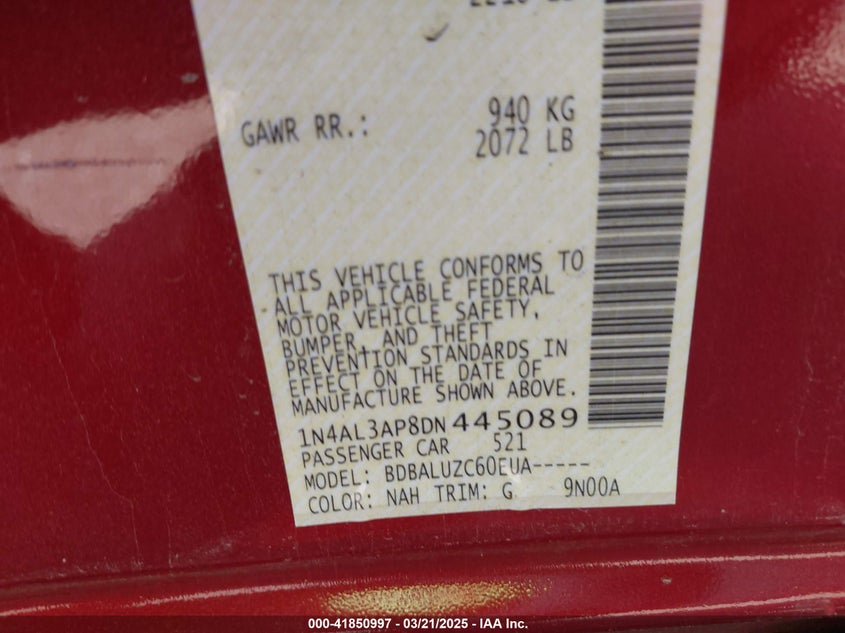 GAWR RR.: 940 KG
2072 LB
THIS VEHICLE CONFORMS TO
ALL APPLICABLE FEDERAL
MOTOR VEHICLE SAFETY,
BUMPER, AND THEFT
PREVENTION STANDARDS IN
EFFECT ON THE DATE OF
MANUFACTURE SHOWN ABOVE.
1N4AL3AP8DN445089
PASSENGER CAR 521
MODEL: BDBALUZC60EUA-----
COLOR: NAH TRIM: G 9N00A
000-41850997 - 03/21/2025 - IAA Inc.